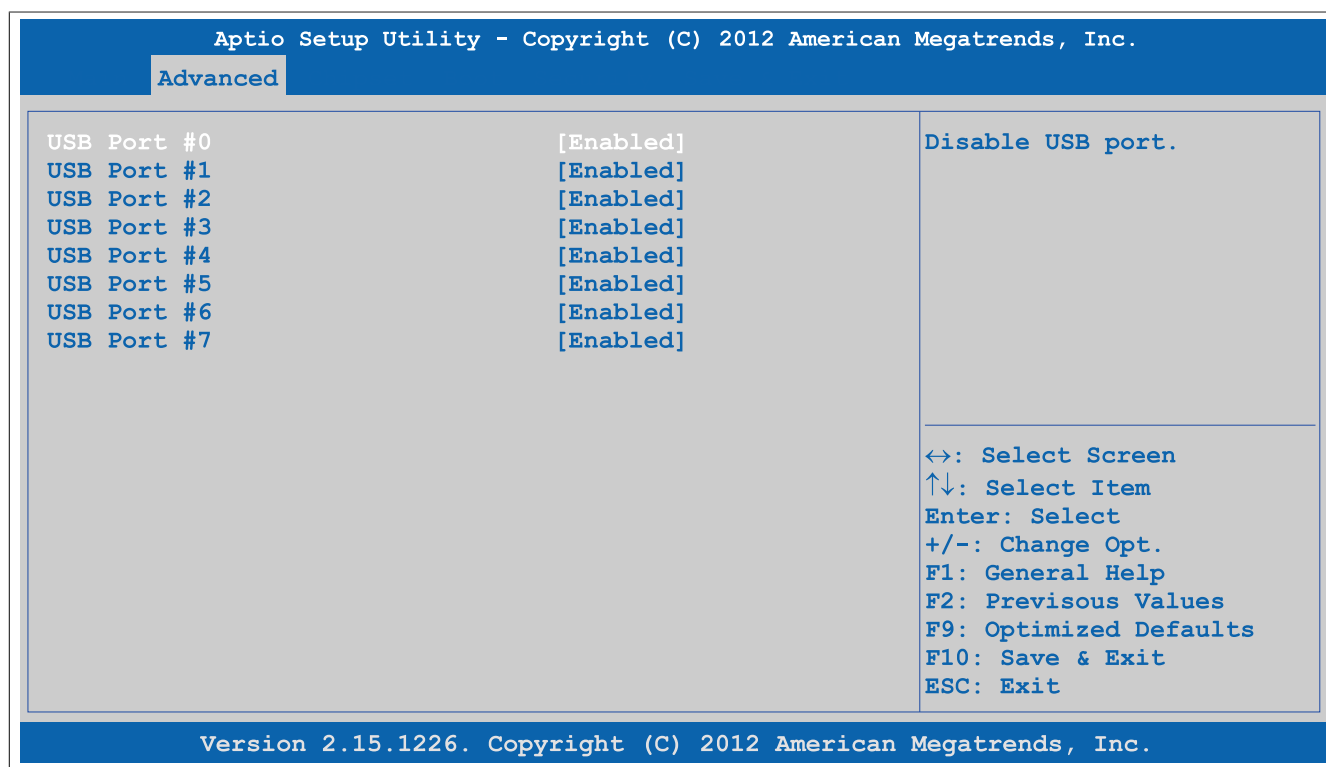 Aptio Setup Utility - Copyright (C) 2012 American Megatrends, Inc.
Advanced
USB Port #0 [Enabled]
USB Port #1 [Enabled]
USB Port #2 [Enabled]
USB Port #3 [Enabled]
USB Port #4 [Enabled]
USB Port #5 [Enabled]
USB Port #6 [Enabled]
USB Port #7 [Enabled]
Disable USB port.
↔: Select Screen
↑↓: Select Item
Enter: Select
+/-: Change Opt.
F1: General Help
F2: Previsous Values
F9: Optimized Defaults
F10: Save & Exit
ESC: Exit
Version 2.15.1226. Copyright (C) 2012 American Megatrends, Inc.